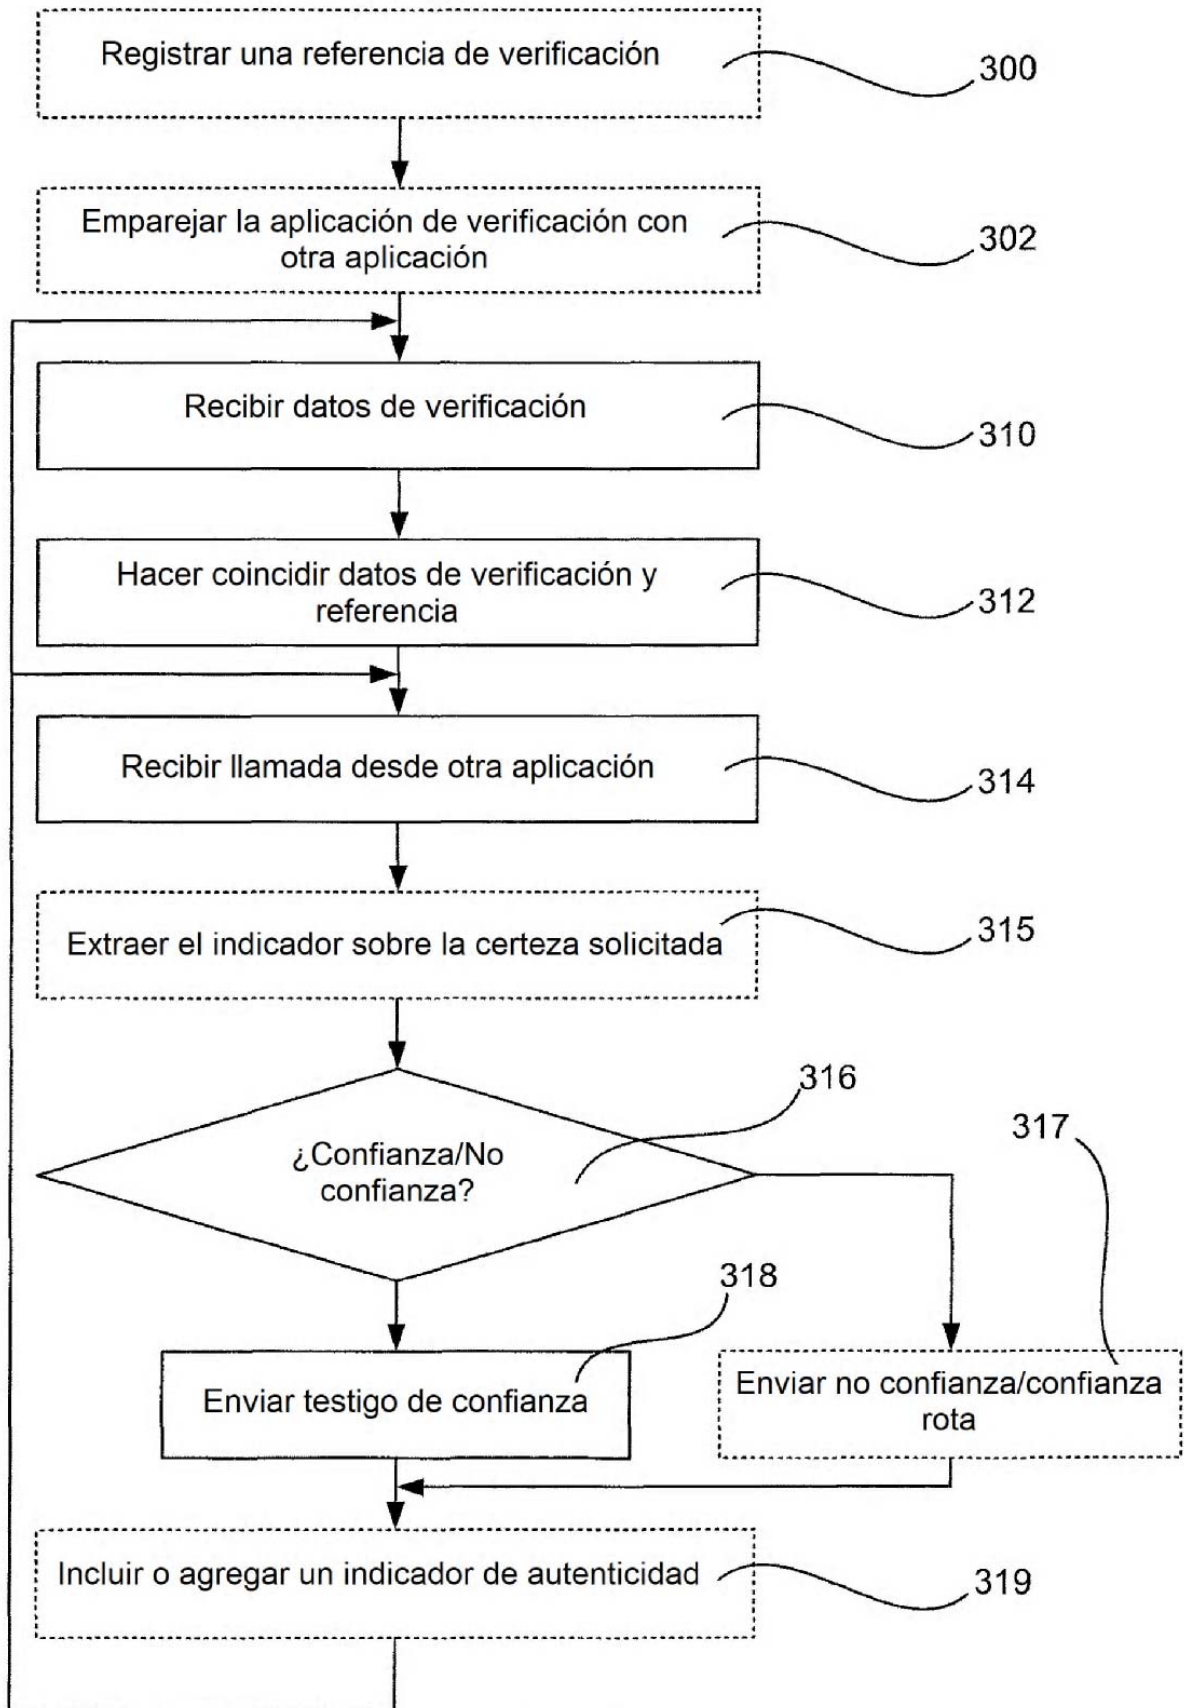 Registrar una referencia de verificación
300
Emparejar la aplicación de verificación con
otra aplicación
302
Recibir datos de verificación
310
Hacer coincidir datos de verificación y
referencia
312
Recibir llamada desde otra aplicación
314
Extraer el indicador sobre la certeza solicitada
315
316
¿Confianza/No
confianza?
317
318
Enviar testigo de confianza
Enviar no confianza/confianza
rota
Incluir o agregar un indicador de autenticidad
319